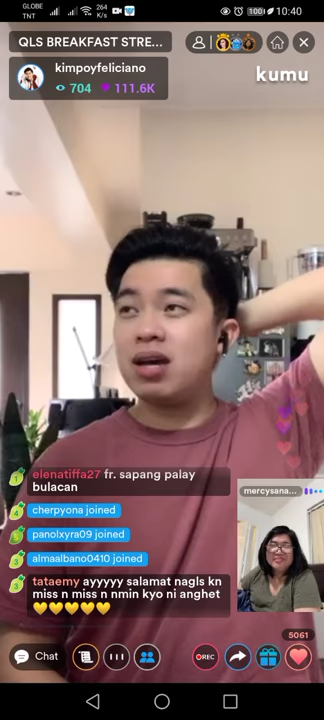 GLOBE
TNT
264
K/s
100
10:40
QLS BREAKFAST STRE...
kimpoyfeliciano
704
111.6K
kumu
elenatiffa27 fr. sapang palay
bulacan
cherpyona joined
panolxyra09 joined
almaalbano0410 joined
tataemy ayyyyy salamat nagls kn
miss n miss n nmin kyo ni anghet
mercysana...
5061
Chat
REC